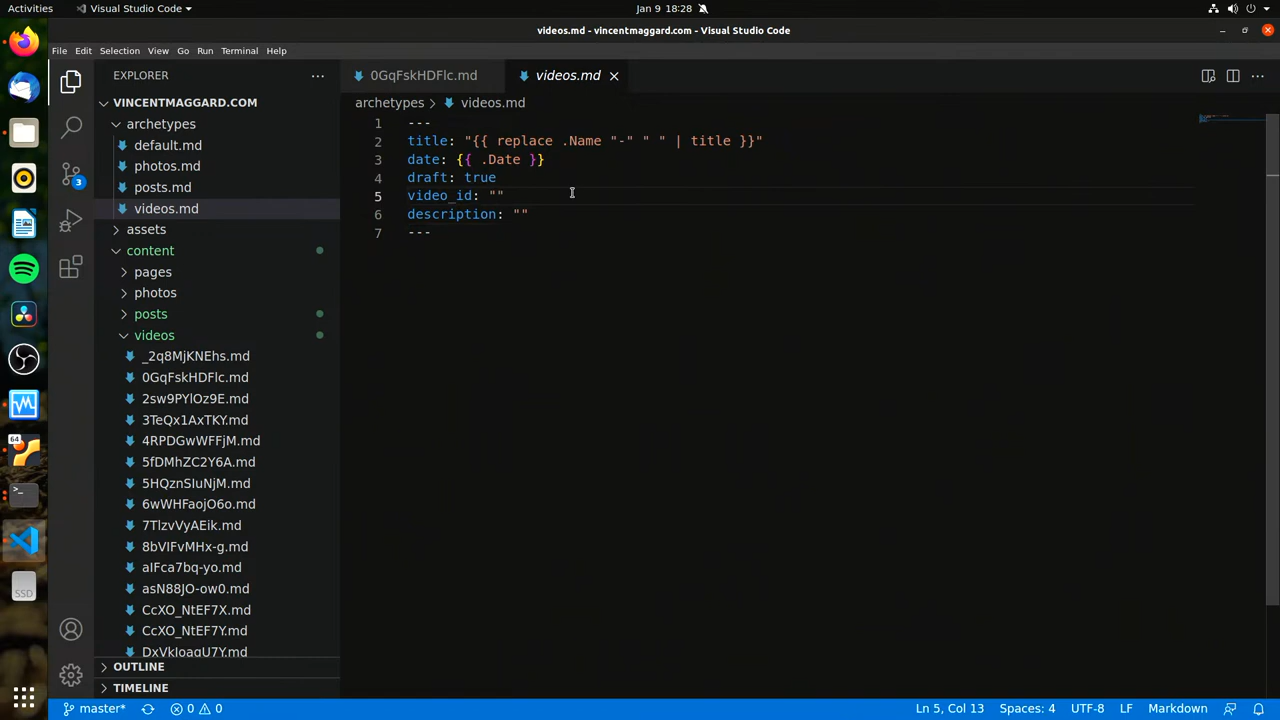 Activities
Visual Studio Code
Jan 9 18:28
videos.md - vincentmaggard.com - Visual Studio Code
File Edit Selection View Go Run Terminal Help
EXPLORER
0GqFskHDFlc.md
videos.md
VINCENTMAGGARD.COM
archetypes > videos.md
archetypes
default.md
photos.md
posts.md
videos.md
assets
content
pages
photos
posts
videos
_2q8MjKNEhs.md
0GqFskHDFlc.md
2sw9PYlOz9E.md
3TeQx1AxTKY.md
4RPDGwWFFjM.md
5fDMhZC2Y6A.md
5HQznSIuNjM.md
6wWHFaojO6o.md
7TlzvVyAEik.md
8bVIFvMHx-g.md
aIFca7bq-yo.md
asN88JO-ow0.md
CcXO_NtEF7X.md
CcXO_NtEF7Y.md
DxVkIoagU7Y.md
OUTLINE
TIMELINE
1 ---
2 title: "{{ replace .Name "-" " " | title }}"
3 date: {{ .Date }}
4 draft: true
5 video_id: ""
6 description: ""
7 ---
3
64
>_
SSD
master*
0
0
Ln 5, Col 13
Spaces: 4
UTF-8
LF
Markdown